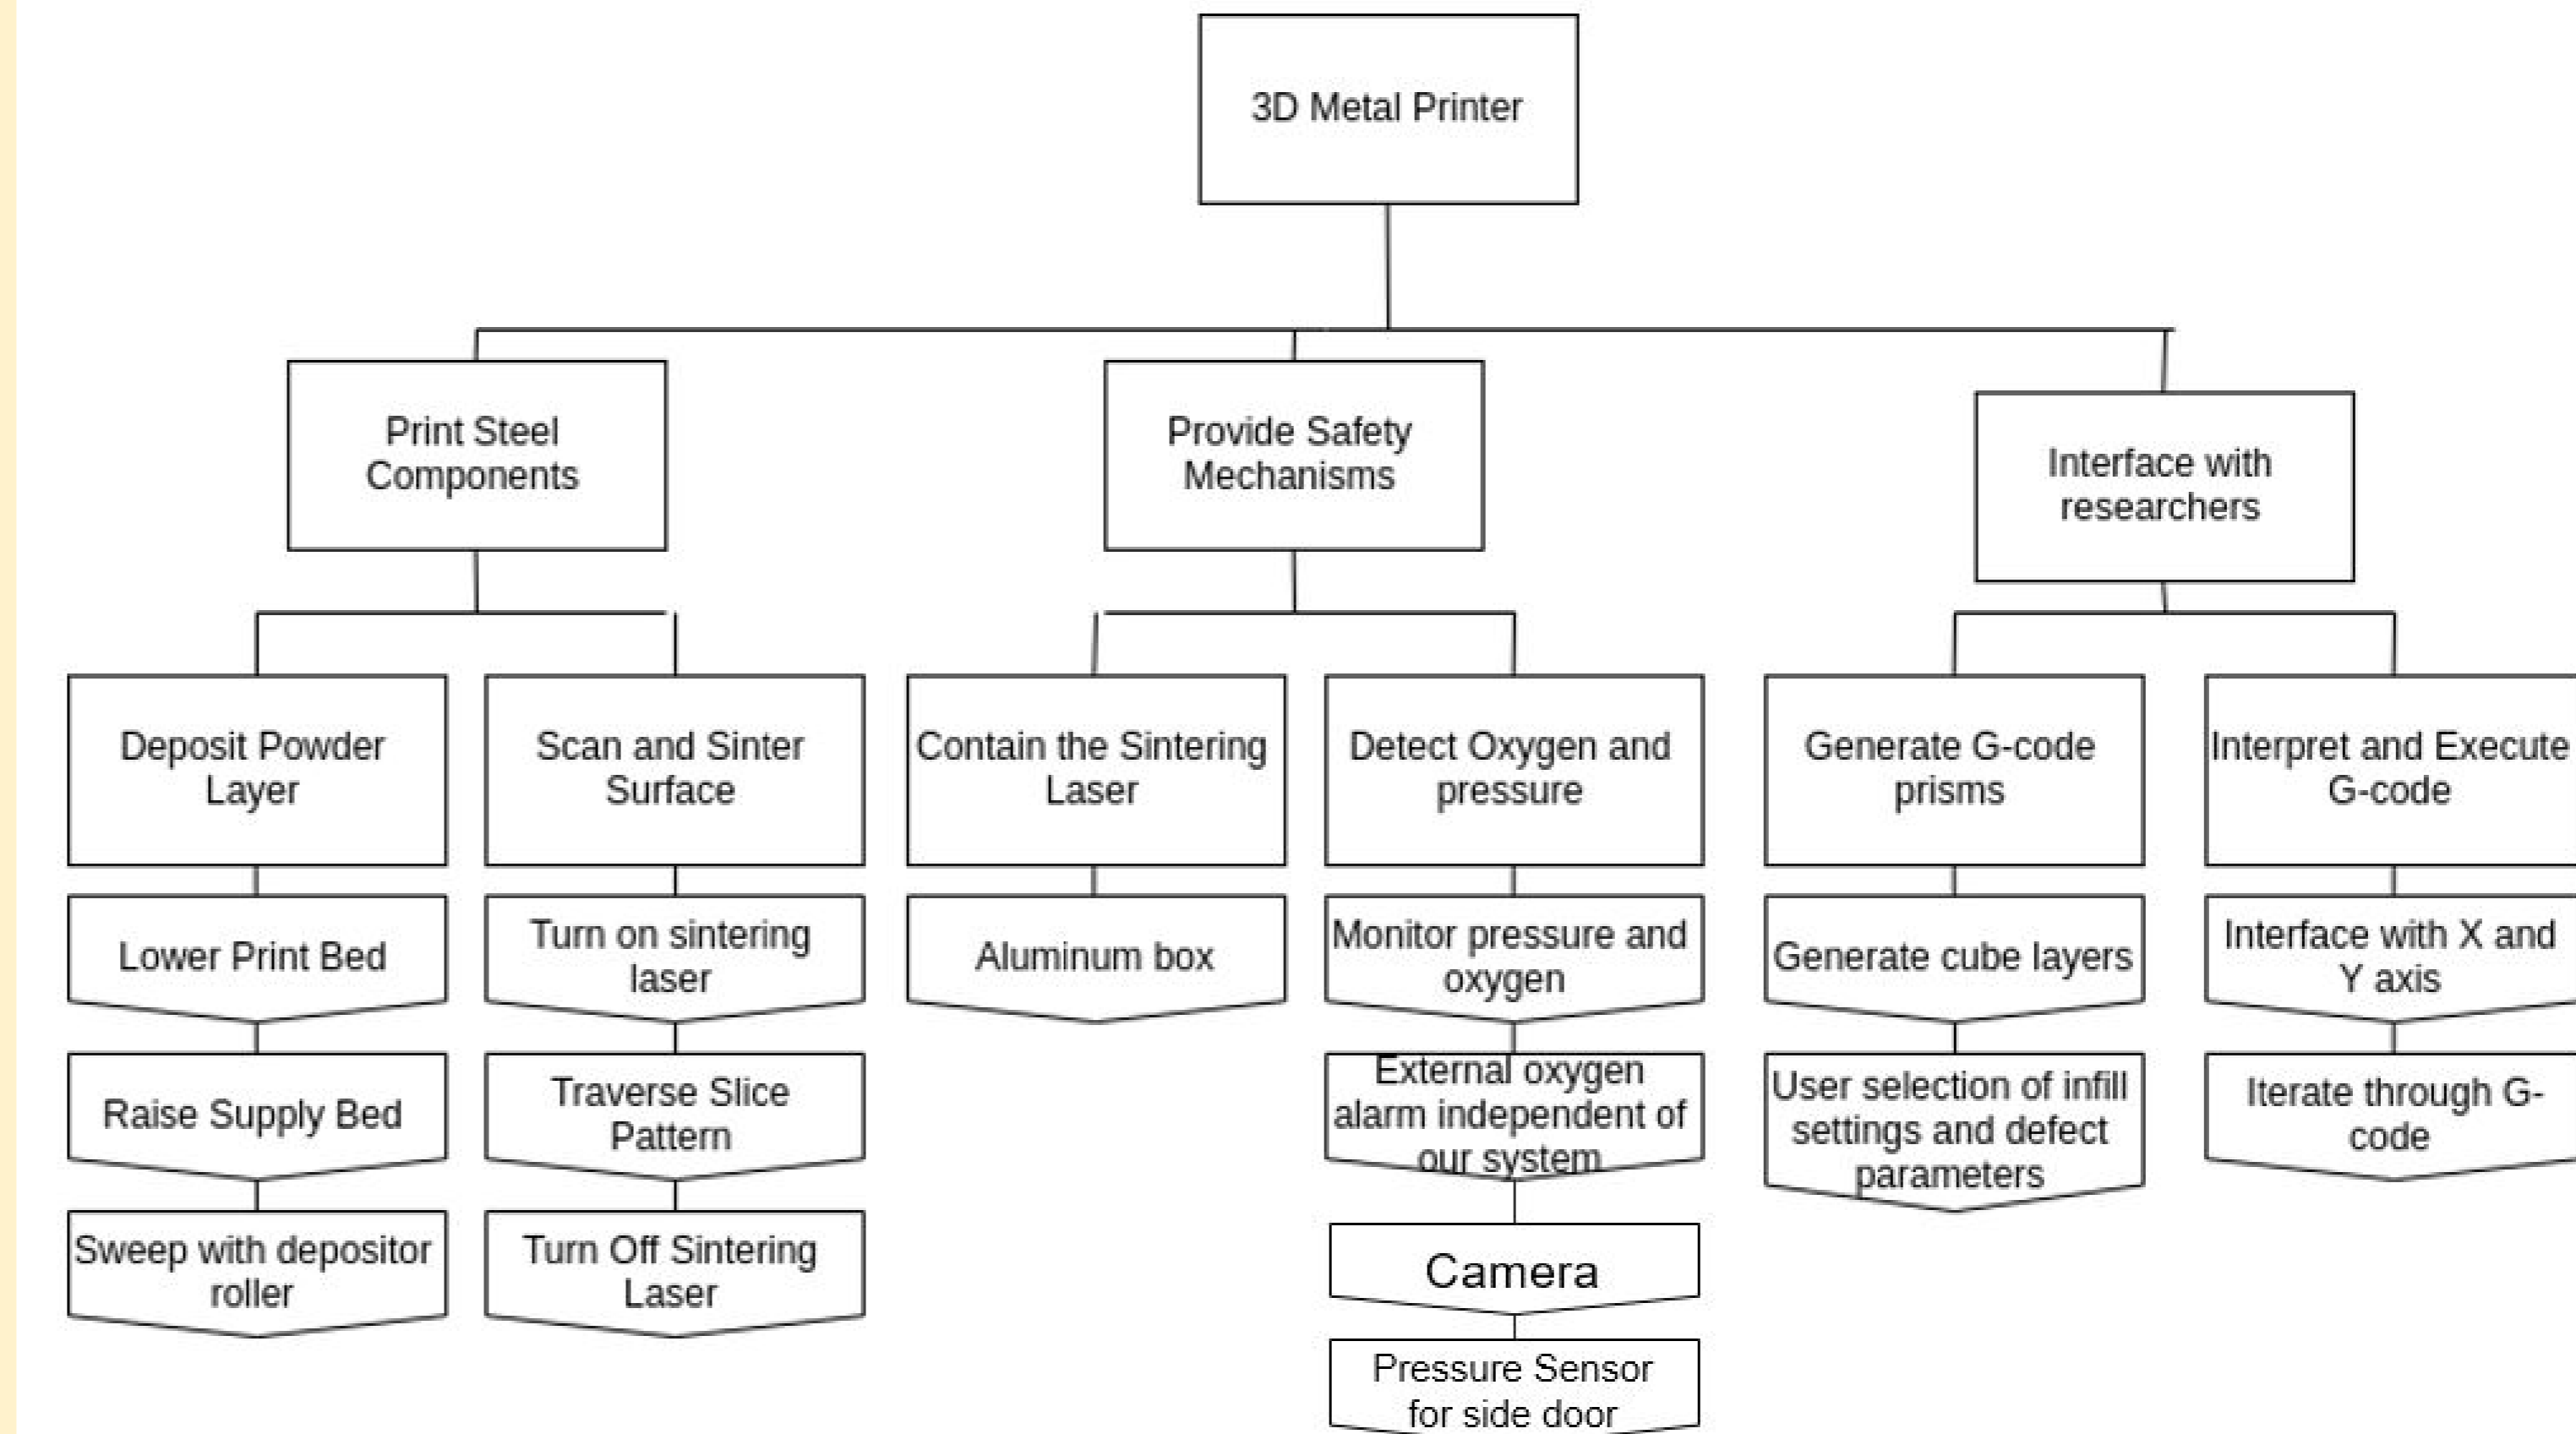 3D Metal Printer
Print Steel
Components
Provide Safety
Mechanisms
Interface with
researchers
Deposit Powder
Layer
Scan and Sinter
Surface
Contain the Sintering
Laser
Detect Oxygen and
pressure
Generate G-code
prisms
Interpret and Execute
G-code
Lower Print Bed
Turn on sintering
laser
Aluminum box
Monitor pressure and
oxygen
Generate cube layers
Interface with X and
Y axis
Raise Supply Bed
Traverse Slice
Pattern
External oxygen
alarm independent of
our system
User selection of infill
settings and defect
parameters
Iterate through G-
code
Sweep with depositor
roller
Turn Off Sintering
Laser
Camera
Pressure Sensor
for side door